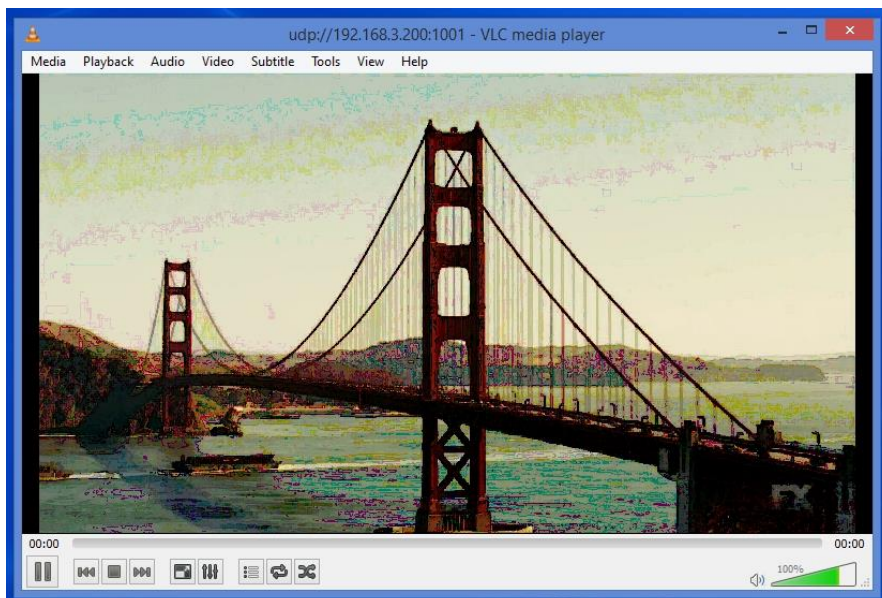 udp://192.168.3.200:1001 - VLC media player
Media Playback Audio Video Subtitle Tools View Help
FX
00:00 00:00
100%